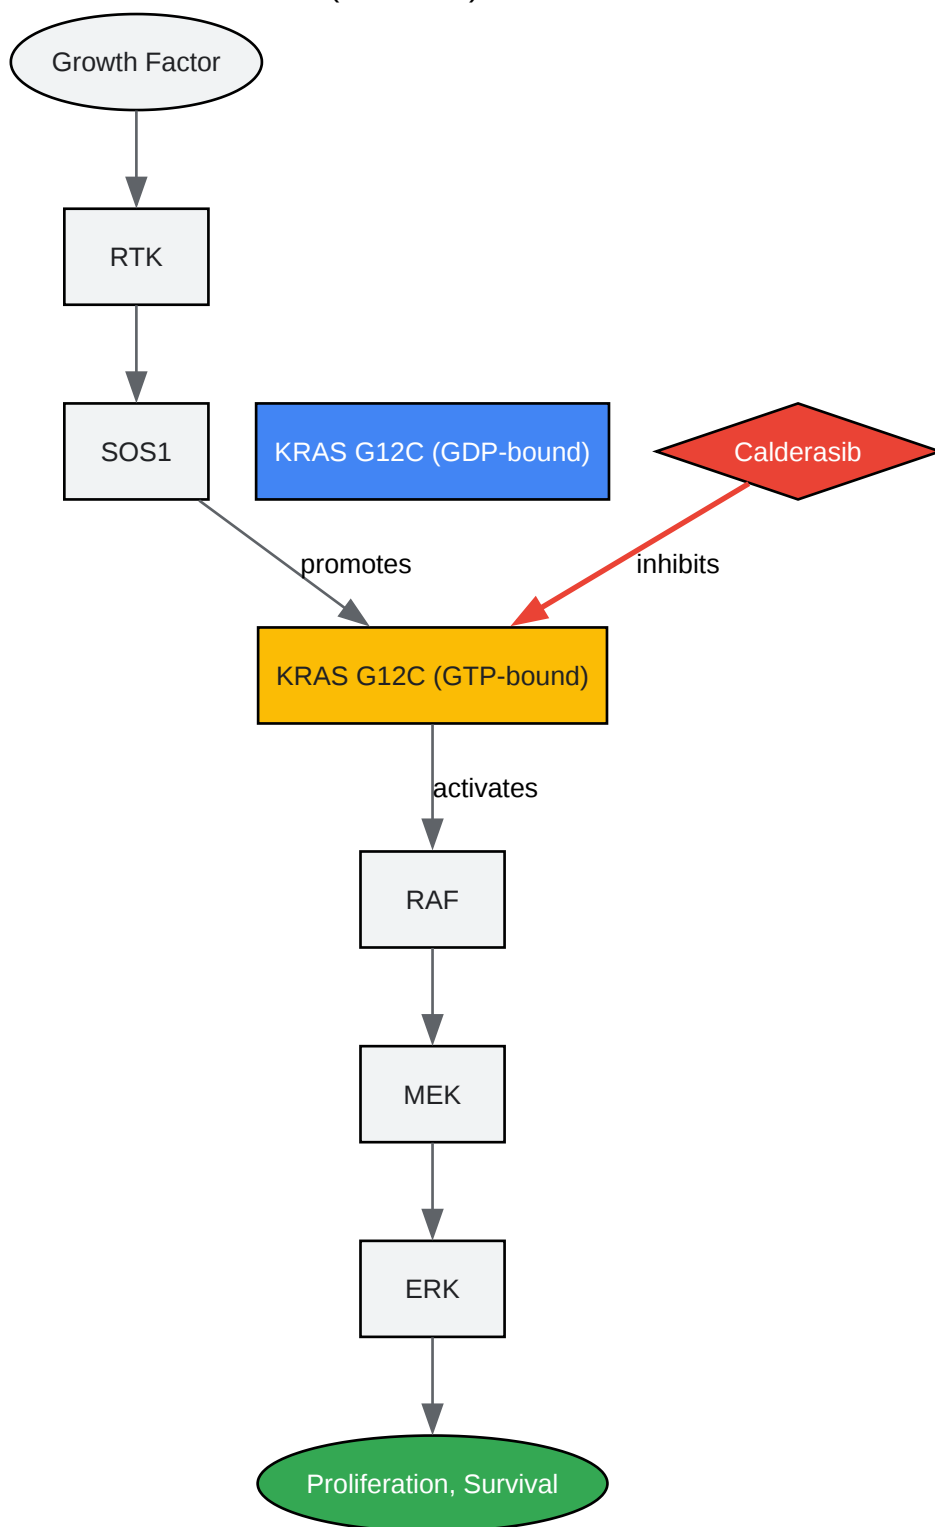 Growth Factor
RTK
SOS1
KRAS G12C (GDP-bound)
Calderasib
promotes
inhibits
KRAS G12C (GTP-bound)
activates
RAF
MEK
ERK
Proliferation, Survival